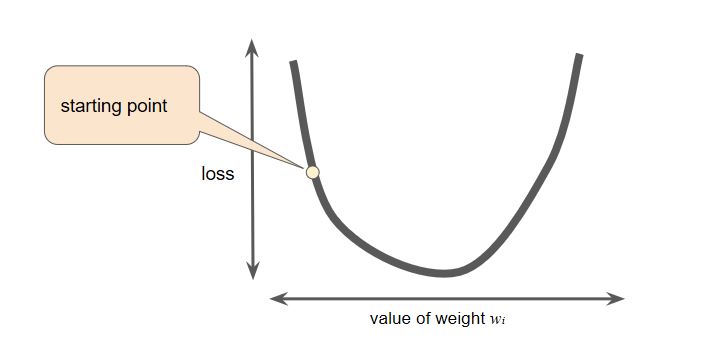 starting point
loss
value of weight wᵢ